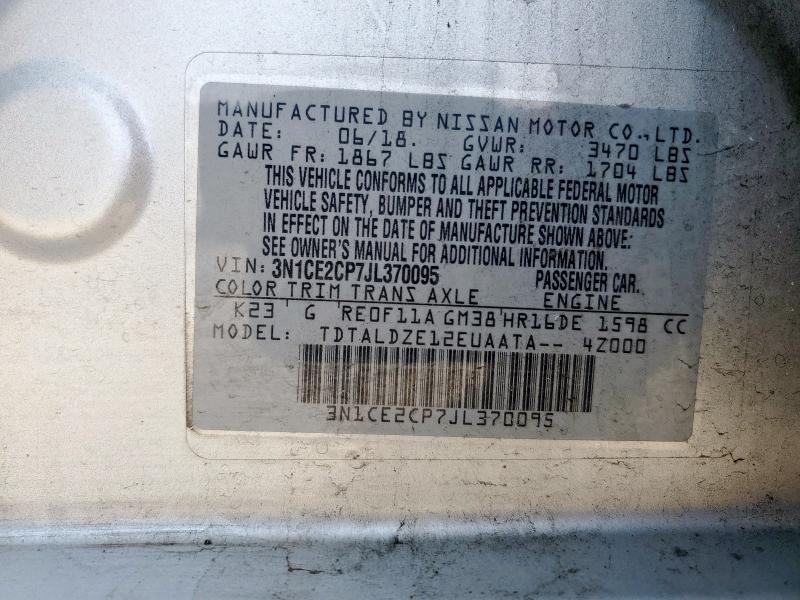 MANUFACTURED BY NISSAN MOTOR CO.,LTD.
DATE: 06/18. GVWR: 3470 LBS
GAWR FR: 1867 LBS GAWR RR: 1704 LBS
THIS VEHICLE CONFORMS TO ALL APPLICABLE FEDERAL MOTOR
VEHICLE SAFETY, BUMPER AND THEFT PREVENTION STANDARDS
IN EFFECT ON THE DATE OF MANUFACTURE SHOWN ABOVE.
SEE OWNER'S MANUAL FOR ADDITIONAL INFORMATION.
VIN: 3N1CE2CP7JL370095 PASSENGER CAR.
COLOR TRIM TRANS AXLE ENGINE
K23 G RE0F11A GM38 HR16DE 1598 CC
MODEL: TDTALDZE12EUAATA-- 4Z000
3N1CE2CP7JL370095